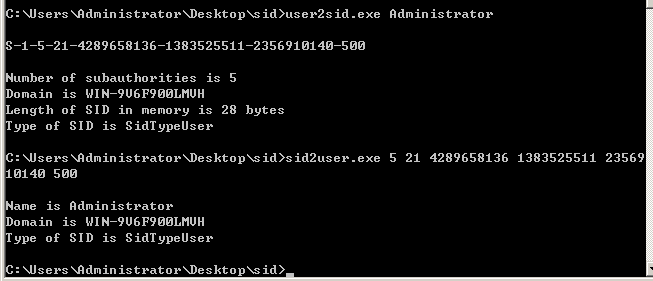 C:\Users\Administrator\Desktop\sid>user2sid.exe Administrator
S-1-5-21-4289658136-1383525511-2356910140-500
Number of subauthorities is 5
Domain is WIN-9V6F900LMVH
Length of SID in memory is 28 bytes
Type of SID is SidTypeUser
C:\Users\Administrator\Desktop\sid>sid2user.exe 5 21 4289658136 1383525511 23569
10140 500
Name is Administrator
Domain is WIN-9V6F900LMVH
Type of SID is SidTypeUser
C:\Users\Administrator\Desktop\sid>_